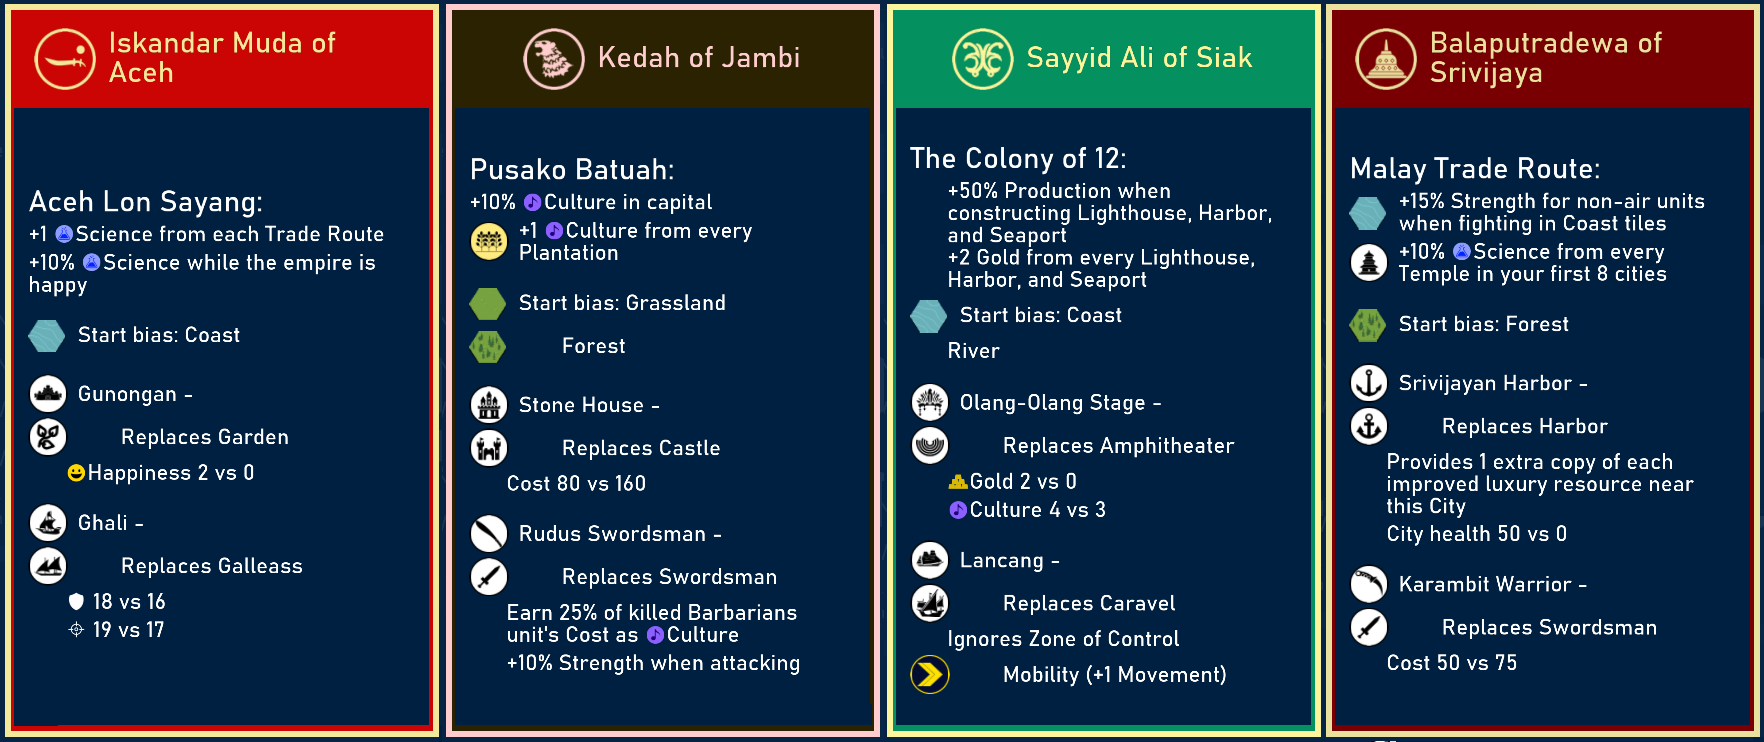 Iskandar Muda of
Aceh
Aceh Lon Sayang:
+1 Science from each Trade Route
+10% Science while the empire is
happy
Start bias: Coast
Gunongan -
Replaces Garden
Happiness 2 vs 0
Ghali -
Replaces Galleass
18 vs 16
19 vs 17
Kedah of Jambi
Pusako Batuah:
+10% Culture in capital
+1 Culture from every
Plantation
Start bias: Grassland
Forest
Stone House -
Replaces Castle
Cost 80 vs 160
Rudus Swordsman -
Replaces Swordsman
Earn 25% of killed Barbarians
unit's Cost as Culture
+10% Strength when attacking
Sayyid Ali of Siak
The Colony of 12:
+50% Production when
constructing Lighthouse, Harbor,
and Seaport
+2 Gold from every Lighthouse,
Harbor, and Seaport
Start bias: Coast
River
Olang-Olang Stage -
Replaces Amphitheater
Gold 2 vs 0
Culture 4 vs 3
Lancang -
Replaces Caravel
Ignores Zone of Control
Mobility (+1 Movement)
Balaputradewa of
Srivijaya
Malay Trade Route:
+15% Strength for non-air units
when fighting in Coast tiles
+10% Science from every
Temple in your first 8 cities
Start bias: Forest
Srivijayan Harbor -
Replaces Harbor
Provides 1 extra copy of each
improved luxury resource near
this City
City health 50 vs 0
Karambit Warrior -
Replaces Swordsman
Cost 50 vs 75